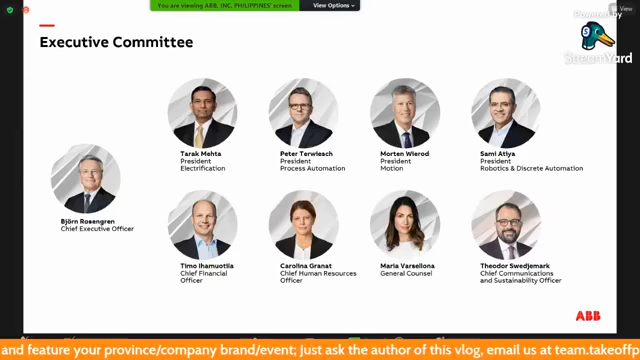 You are viewing ABB, INC. PHILIPPINES' screen
View Options
View
Powered by
StreamYard
Executive Committee
Tarak Mehta
President
Electrification
Peter Terwiesch
President
Process Automation
Morten Wierod
President
Motion
Sami Atiya
President
Robotics & Discrete Automation
Björn Rosengren
Chief Executive Officer
Timo Ihamuotila
Chief Financial
Officer
Carolina Granat
Chief Human Resources
Officer
Maria Varsellona
General Counsel
Theodor Swedjemark
Chief Communications
and Sustainability Officer
ABB
and feature your province/company brand/event; Just ask the author of this vlog, email us at team.takeoffp